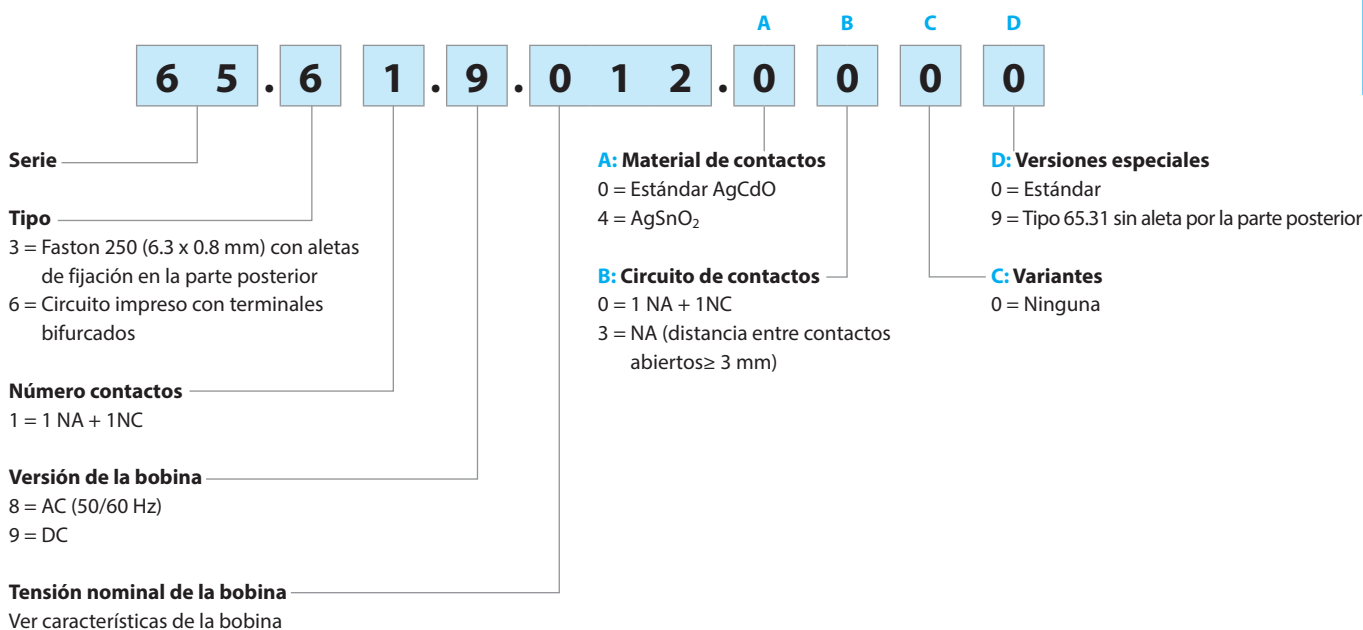 A B C D
6 5 . 6 1 . 9 . 0 1 2 . 0 0 0 0
Serie
Tipo
3 = Faston 250 (6.3 x 0.8 mm) con aletas
de fijación en la parte posterior
6 = Circuito impreso con terminales
bifurcados
Número contactos
1 = 1 NA + 1NC
Versión de la bobina
8 = AC (50/60 Hz)
9 = DC
Tensión nominal de la bobina
Ver características de la bobina
A: Material de contactos
0 = Estándar AgCdO
4 = AgSnO₂
B: Circuito de contactos
0 = 1 NA + 1NC
3 = NA (distancia entre contactos
abiertos≥ 3 mm)
D: Versiones especiales
0 = Estándar
9 = Tipo 65.31 sin aleta por la parte posterior
C: Variantes
0 = Ninguna